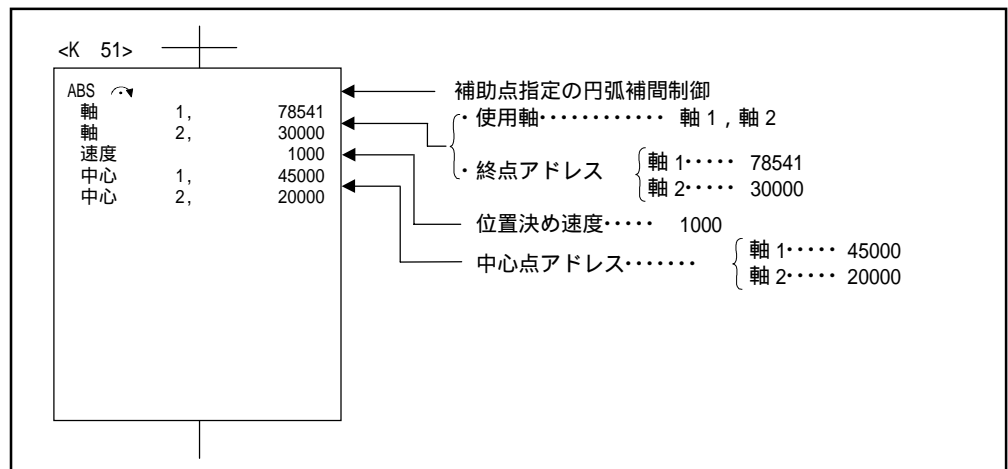 <K 51>
ABS
軸 1, 78541
軸 2, 30000
速度 1000
中心 1, 45000
中心 2, 20000
補助点指定の円弧補間制御
・使用軸············ 軸 1 , 軸 2
・終点アドレス
軸 1····· 78541
軸 2····· 30000
位置決め速度····· 1000
中心点アドレス·······
軸 1····· 45000
軸 2····· 20000